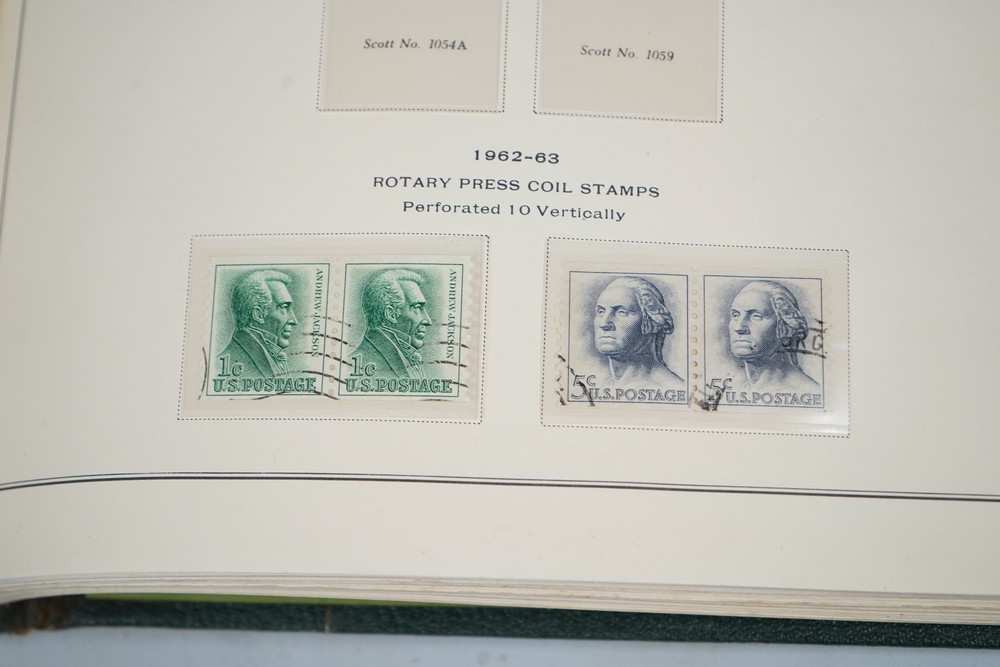 Scott No. 1054A
Scott No. 1059
1962-63
ROTARY PRESS COIL STAMPS
Perforated 10 Vertically
ANDREW JACKSON
1c
U.S.POSTAGE
ANDREW JACKSON
1c
U.S.POSTAGE
5c
U.S.POSTAGE
5c
U.S.POSTAGE